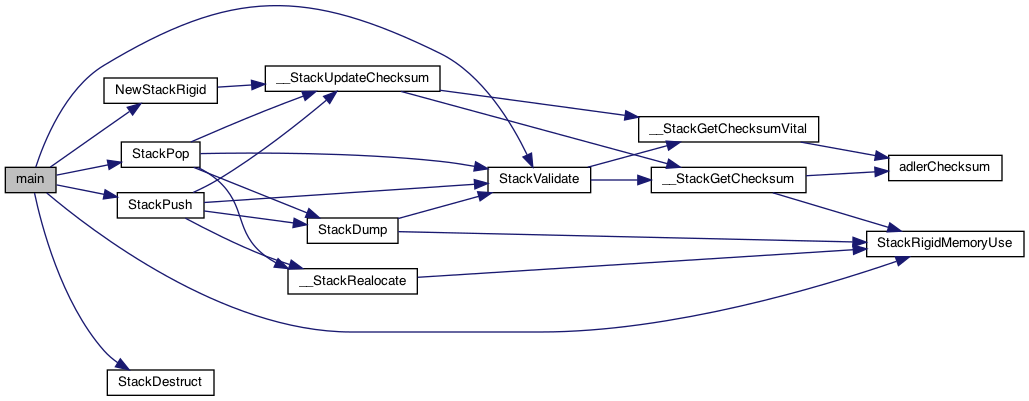 main
NewStackRigid
StackPop
StackPush
StackDestruct
__StackUpdateChecksum
StackDump
__StackRealocate
StackValidate
__StackGetChecksumVital
__StackGetChecksum
adlerChecksum
StackRigidMemoryUse